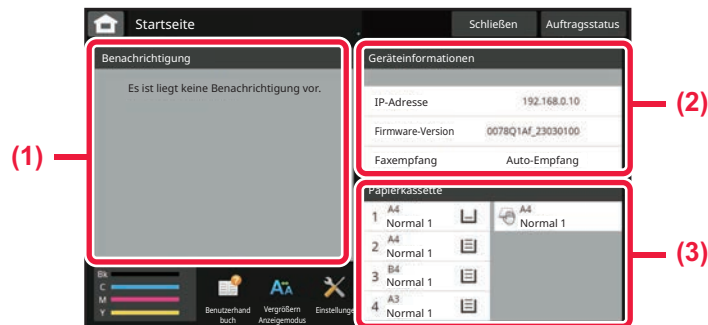 Startseite
Schließen
Auftragsstatus
Benachrichtigung
Es ist liegt keine Benachrichtigung vor.
(1)
Geräteinformationen
IP-Adresse 192.168.0.10
Firmware-Version 0078Q1Af_23030100
Faxempfang Auto-Empfang
(2)
Papierkassette
1 A4
Normal 1
A4
Normal 1
2 A4
Normal 1
3 B4
Normal 1
4 A3
Normal 1
(3)
Bk
C
M
Y
Benutzerhand
buch
Vergrößern
Anzeigemodus
Einstellunge